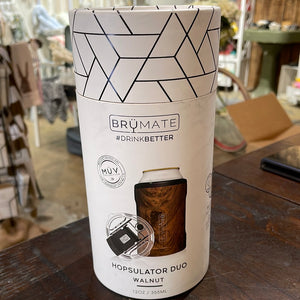 BRÜMATE
#DRINKBETTER
MÜV
HOPSULATOR DUO
WALNUT
12OZ / 355ML